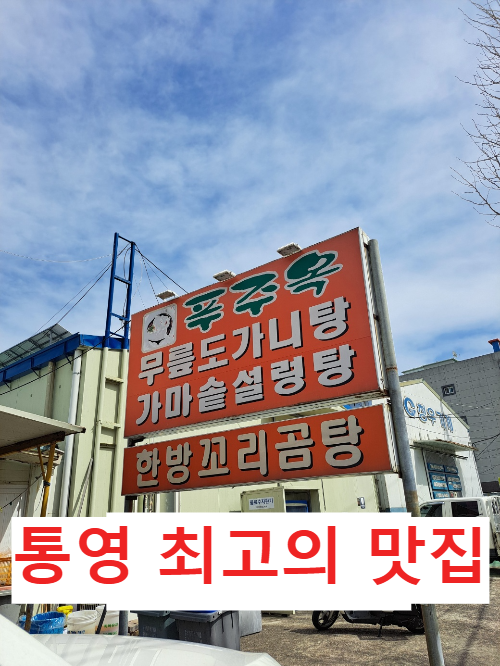 푸주옥
무릎도가니탕
가마솥설렁탕
한방꼬리곰탕
통영 최고의 맛집